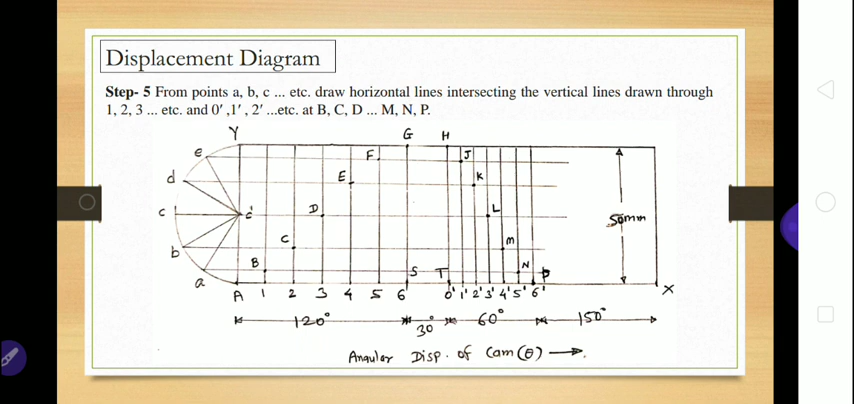 Displacement Diagram
Step- 5 From points a, b, c ... etc. draw horizontal lines intersecting the vertical lines drawn through
1, 2, 3 ... etc. and 0′ ,1′ , 2′ ...etc. at B, C, D ... M, N, P.
Y G H
e F J
d E K
c c' D L 50mm
b C m
B S T N P
a
A 1 2 3 4 5 6 0' 1' 2' 3' 4' 5' 6' X
120° 30° 60° 150°
Angular Disp. of Cam (θ)